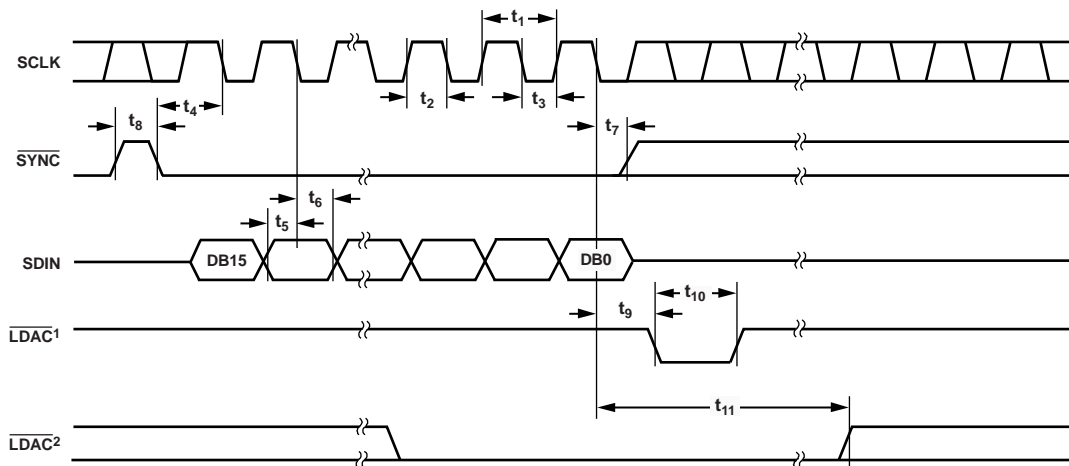 t1
SCLK
t2
t3
t4
t8
t7
SYNC
t6
t5
SDIN
DB15
DB0
t10
t9
LDAC1
t11
LDAC2